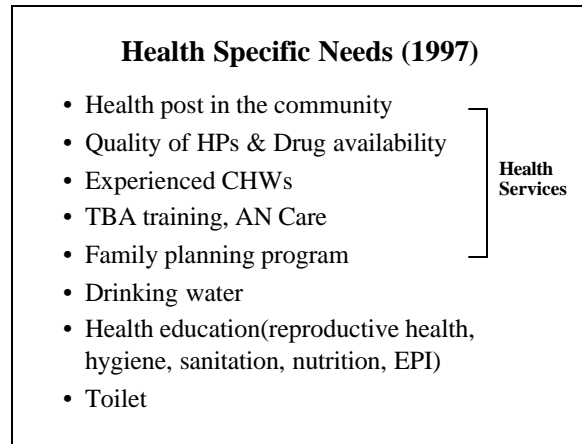 Health Specific Needs (1997)
• Health post in the community
• Quality of HPs & Drug availability
• Experienced CHWs
• TBA training, AN Care
• Family planning program
Health
Services
• Drinking water
• Health education(reproductive health,
hygiene, sanitation, nutrition, EPI)
• Toilet